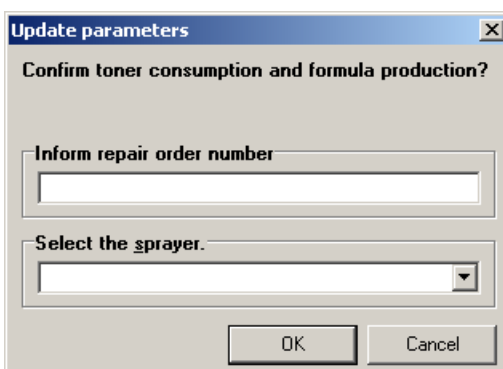 Update parameters
Confirm toner consumption and formula production?
Inform repair order number
Select the sprayer.
OK Cancel